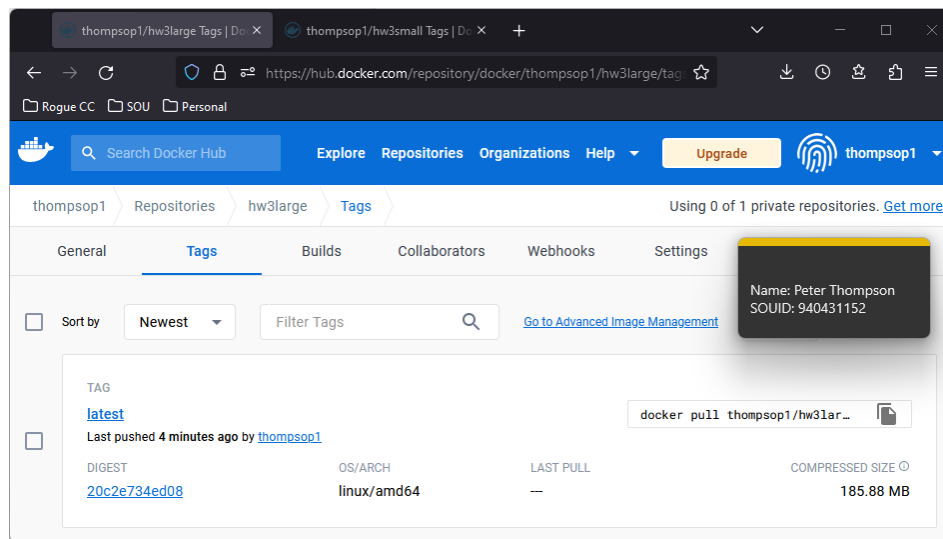 thompsop1/hw3large Tags | Do
thompsop1/hw3small Tags | Do
https://hub.docker.com/repository/docker/thompsop1/hw3large/tag
Rogue CC SOU Personal
Search Docker Hub Explore Repositories Organizations Help Upgrade thompsop1
thompsop1 Repositories hw3large Tags Using 0 of 1 private repositories. Get more
General Tags Builds Collaborators Webhooks Settings
Name: Peter Thompson
SOUID: 940431152
Sort by Newest Filter Tags Go to Advanced Image Management
TAG
latest
docker pull thompsop1/hw3lar…
Last pushed 4 minutes ago by thompsop1
DIGEST OS/ARCH LAST PULL COMPRESSED SIZE
20c2e734ed08 linux/amd64 --- 185.88 MB